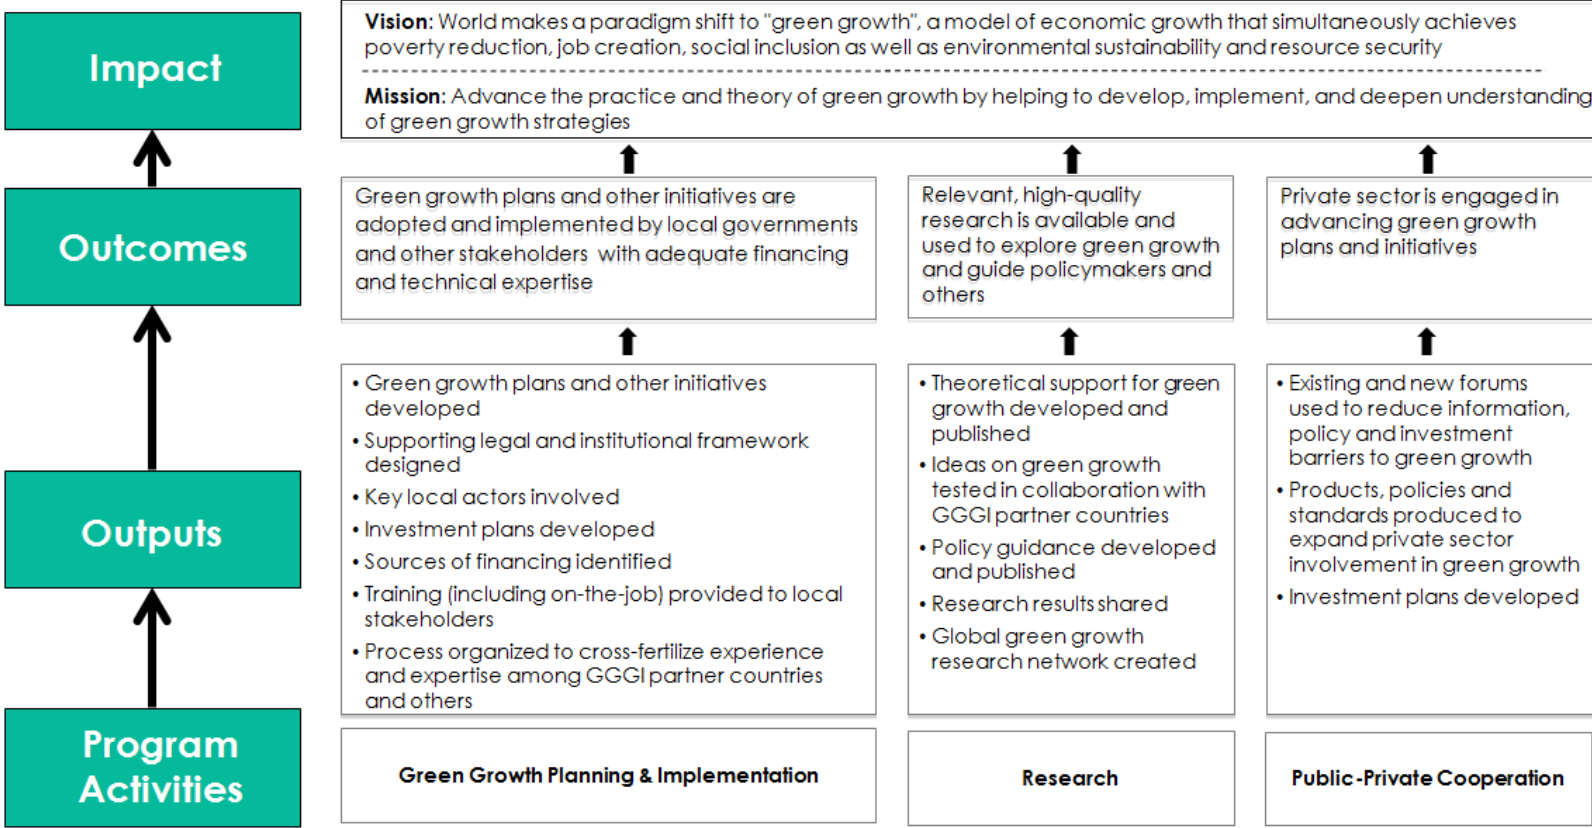 Impact
Vision: World makes a paradigm shift to "green growth", a model of economic growth that simultaneously achieves
poverty reduction, job creation, social inclusion as well as environmental sustainability and resource security
Mission: Advance the practice and theory of green growth by helping to develop, implement, and deepen understanding
of green growth strategies
Outcomes
Green growth plans and other initiatives are
adopted and implemented by local governments
and other stakeholders with adequate financing
and technical expertise
Relevant, high-quality
research is available and
used to explore green growth
and guide policymakers and
others
Private sector is engaged in
advancing green growth
plans and initiatives
Outputs
• Green growth plans and other initiatives
developed
• Supporting legal and institutional framework
designed
• Key local actors involved
• Investment plans developed
• Sources of financing identified
• Training (including on-the-job) provided to local
stakeholders
• Process organized to cross-fertilize experience
and expertise among GGGI partner countries
and others
• Theoretical support for green
growth developed and
published
• Ideas on green growth
tested in collaboration with
GGGI partner countries
• Policy guidance developed
and published
• Research results shared
• Global green growth
research network created
• Existing and new forums
used to reduce information,
policy and investment
barriers to green growth
• Products, policies and
standards produced to
expand private sector
involvement in green growth
• Investment plans developed
Program
Activities
Green Growth Planning & Implementation
Research
Public-Private Cooperation